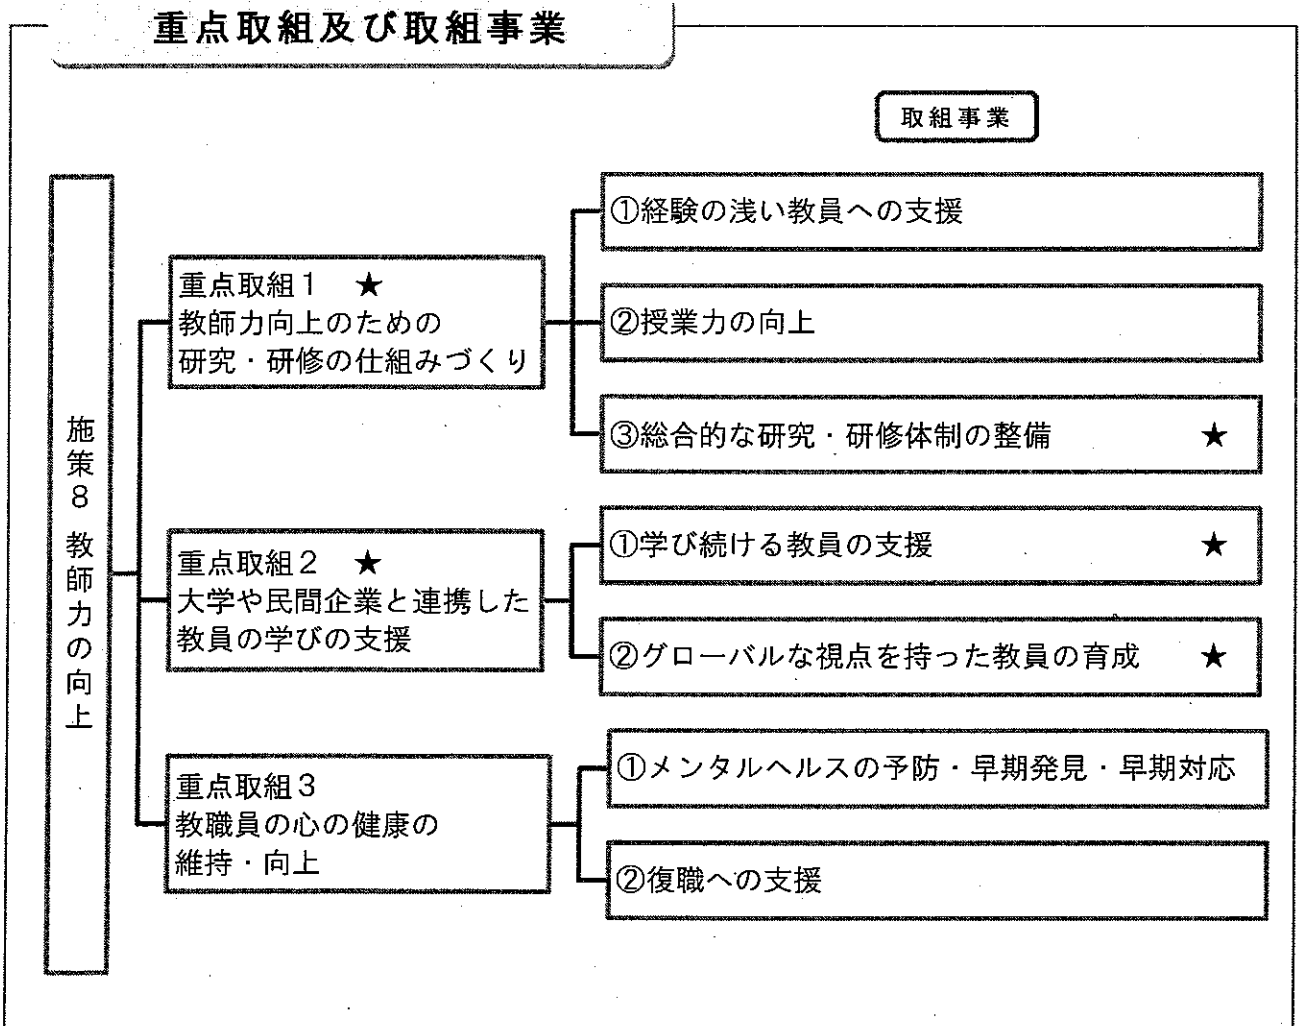 重点取組及び取組事業
取組事業
施策8 教師力の向上
重点取組1 ★
教師力向上のための
研究・研修の仕組みづくり
①経験の浅い教員への支援
②授業力の向上
③総合的な研究・研修体制の整備 ★
重点取組2 ★
大学や民間企業と連携した
教員の学びの支援
①学び続ける教員の支援 ★
②グローバルな視点を持った教員の育成 ★
重点取組3
教職員の心の健康の
維持・向上
①メンタルヘルスの予防・早期発見・早期対応
②復職への支援